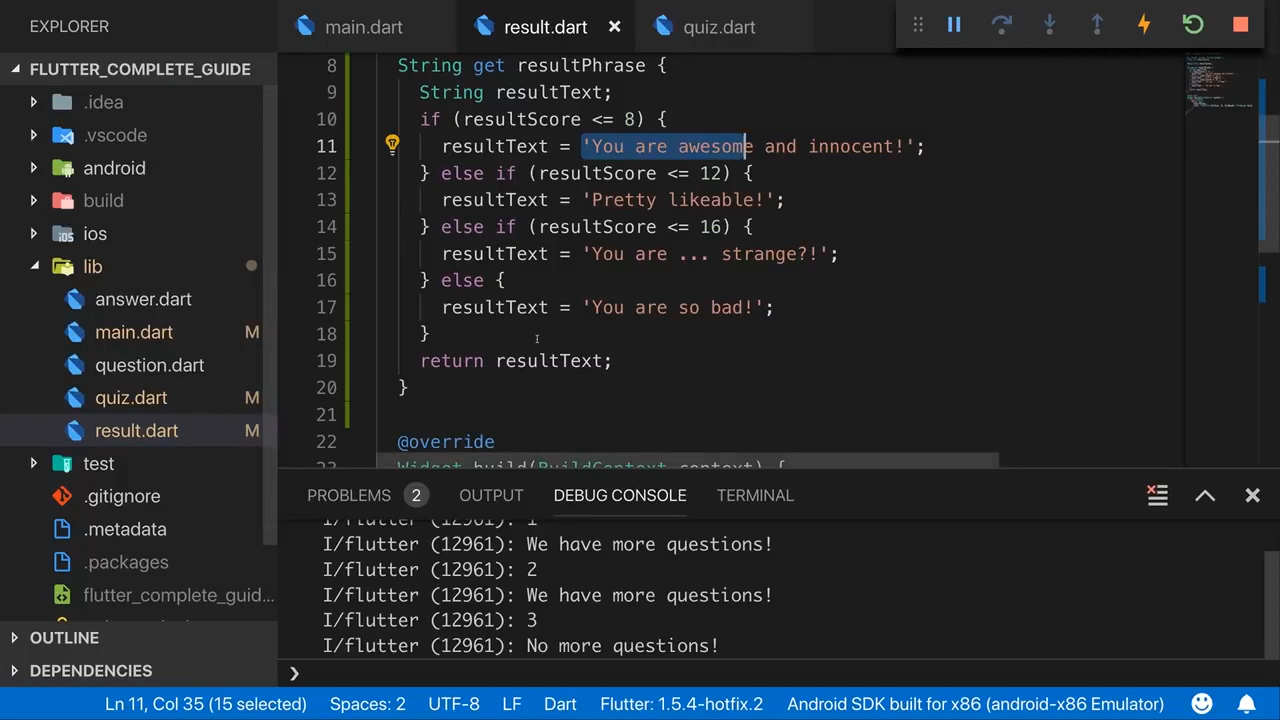 EXPLORER
FLUTTER_COMPLETE_GUIDE
.idea
.vscode
android
build
ios
lib
answer.dart
main.dart M
question.dart
quiz.dart M
result.dart M
test
.gitignore
.metadata
.packages
flutter_complete_guid...
OUTLINE
DEPENDENCIES
main.dart result.dart quiz.dart
8 String get resultPhrase {
9 String resultText;
10 if (resultScore <= 8) {
11 resultText = 'You are awesome and innocent!';
12 } else if (resultScore <= 12) {
13 resultText = 'Pretty likeable!';
14 } else if (resultScore <= 16) {
15 resultText = 'You are ... strange?!';
16 } else {
17 resultText = 'You are so bad!';
18 }
19 return resultText;
20 }
21
22 @override
Widget build(BuildContext context) {
PROBLEMS 2 OUTPUT DEBUG CONSOLE TERMINAL
I/flutter (12961): 1
I/flutter (12961): We have more questions!
I/flutter (12961): 2
I/flutter (12961): We have more questions!
I/flutter (12961): 3
I/flutter (12961): No more questions!
Ln 11, Col 35 (15 selected) Spaces: 2 UTF-8 LF Dart Flutter: 1.5.4-hotfix.2 Android SDK built for x86 (android-x86 Emulator)